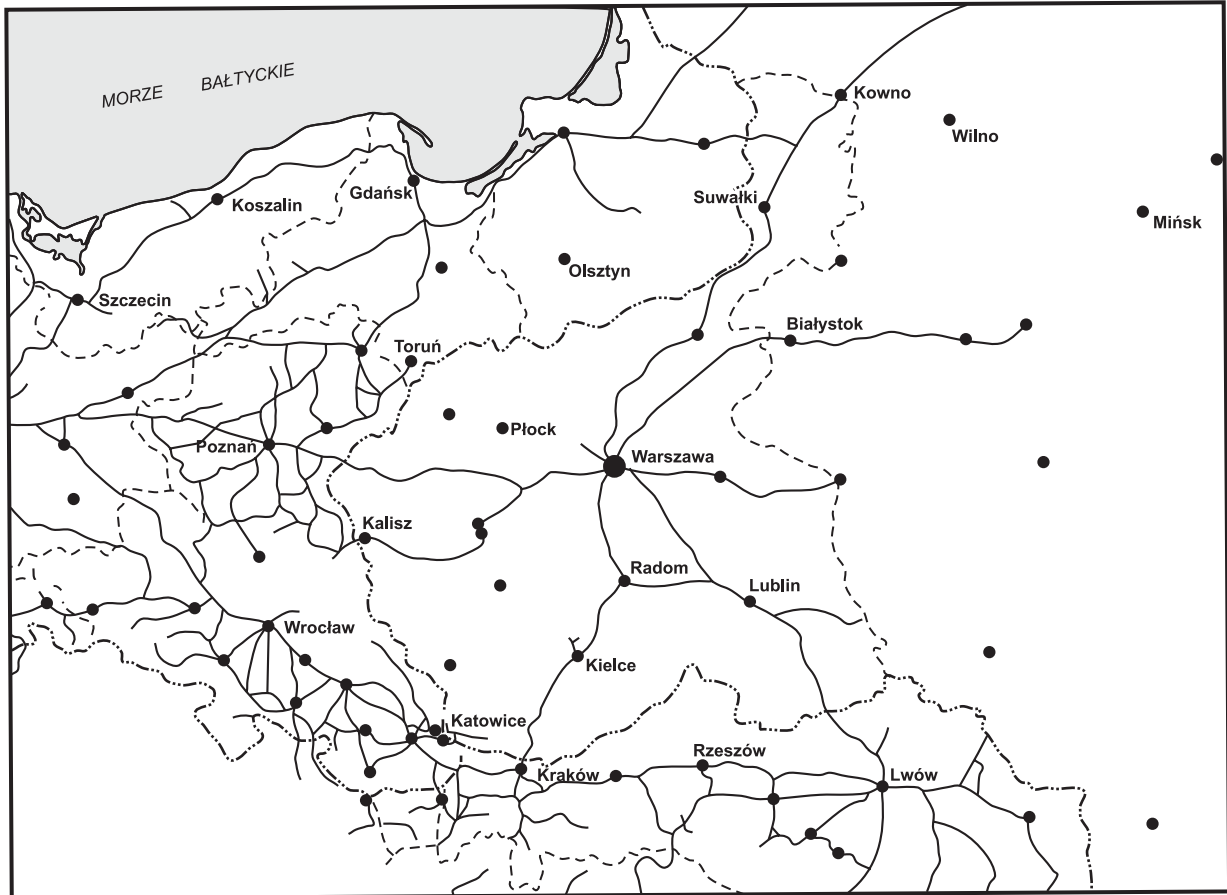 MORZE BAŁTYCKIE
Kowno
Wilno
Gdańsk
Suwałki
Koszalin
Mińsk
Olsztyn
Szczecin
Białystok
Toruń
Płock
Poznań
Warszawa
Kalisz
Radom
Lublin
Wrocław
Kielce
Katowice
Rzeszów
Kraków
Lwów